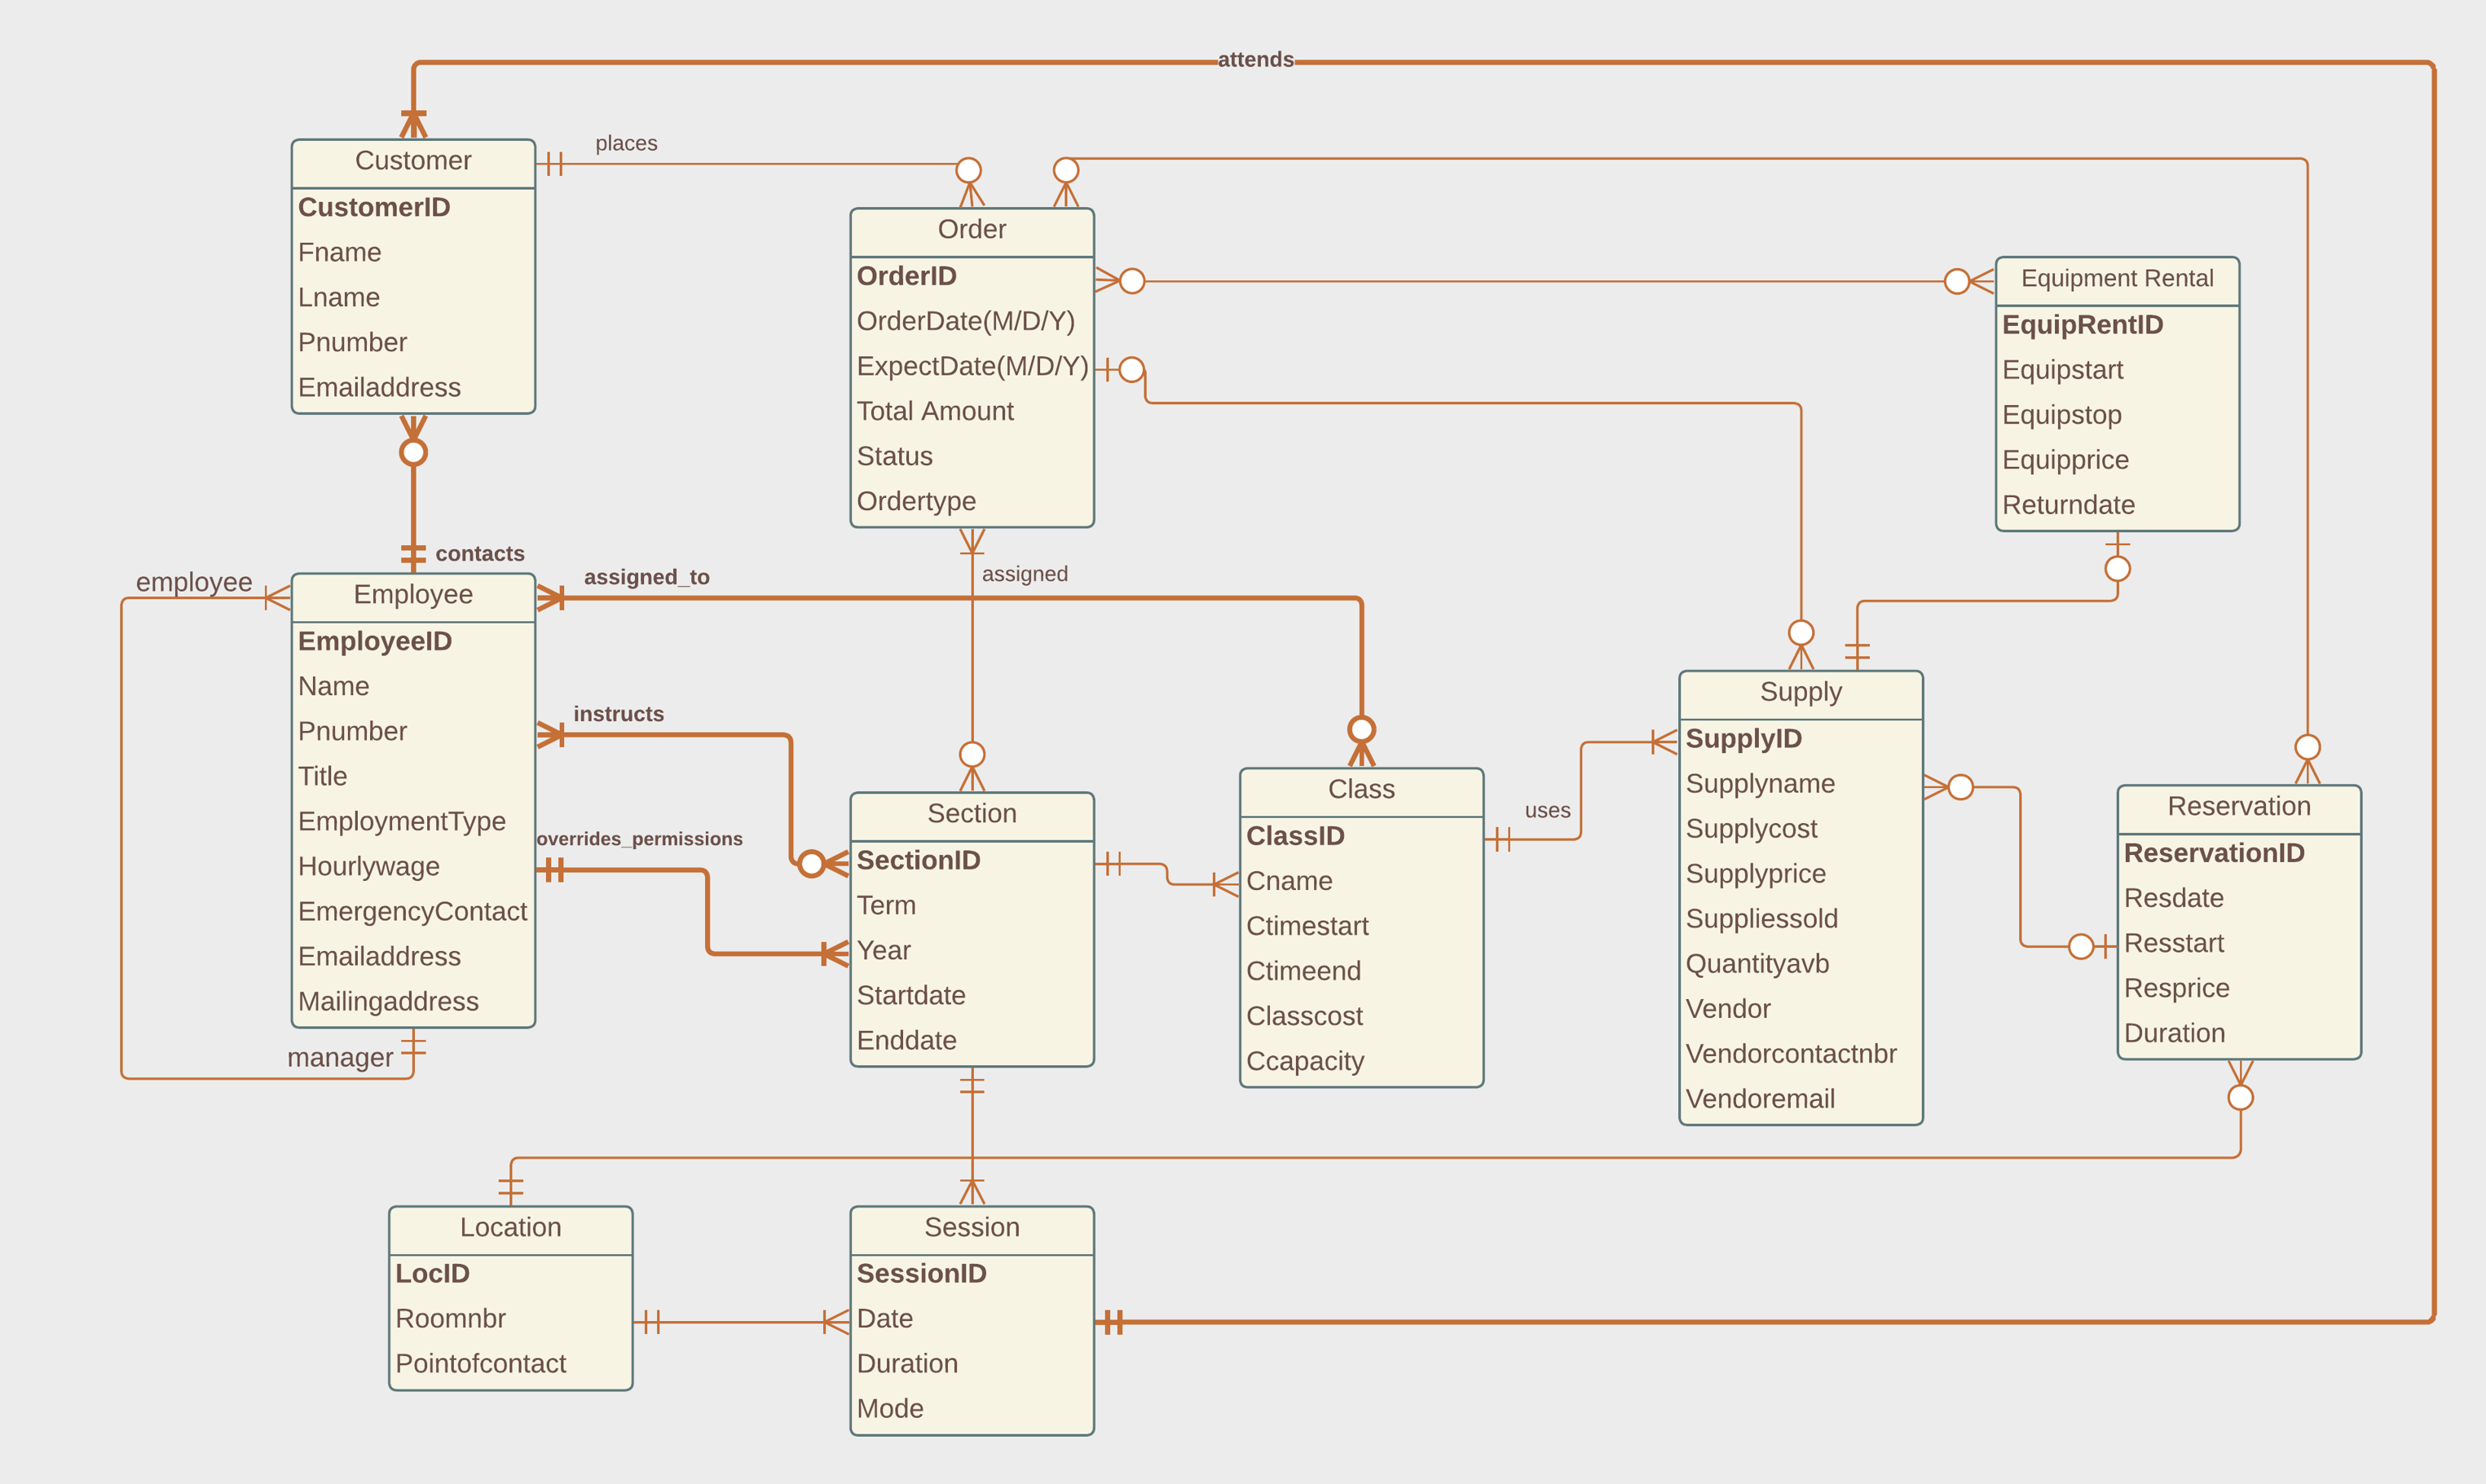 attends
Customer
CustomerID
Fname
Lname
Pnumber
Emailaddress
places
Order
OrderID
OrderDate(M/D/Y)
ExpectDate(M/D/Y)
Total Amount
Status
Ordertype
Equipment Rental
EquipRentID
Equipstart
Equipstop
Equipprice
Returndate
contacts
employee
assigned_to
assigned
Employee
EmployeeID
Name
Pnumber
Title
EmploymentType
Hourlywage
EmergencyContact
Emailaddress
Mailingaddress
manager
instructs
overrides_permissions
Section
SectionID
Term
Year
Startdate
Enddate
Class
ClassID
Cname
Ctimestart
Ctimeend
Classcost
Ccapacity
uses
Supply
SupplyID
Supplyname
Supplycost
Supplyprice
Suppliessold
Quantityavb
Vendor
Vendorcontactnbr
Vendoremail
Reservation
ReservationID
Resdate
Resstart
Resprice
Duration
Location
LocID
Roomnbr
Pointofcontact
Session
SessionID
Date
Duration
Mode